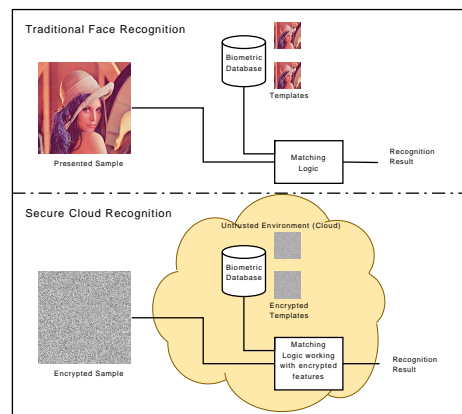 Traditional Face Recognition
Biometric
Database
Templates
Presented Sample
Matching
Logic
Recognition
Result
Secure Cloud Recognition
Untrusted Environment (Cloud)
Biometric
Database
Encrypted
Templates
Matching
Logic working
with encrypted
features
Recognition
Result
Encrypted Sample